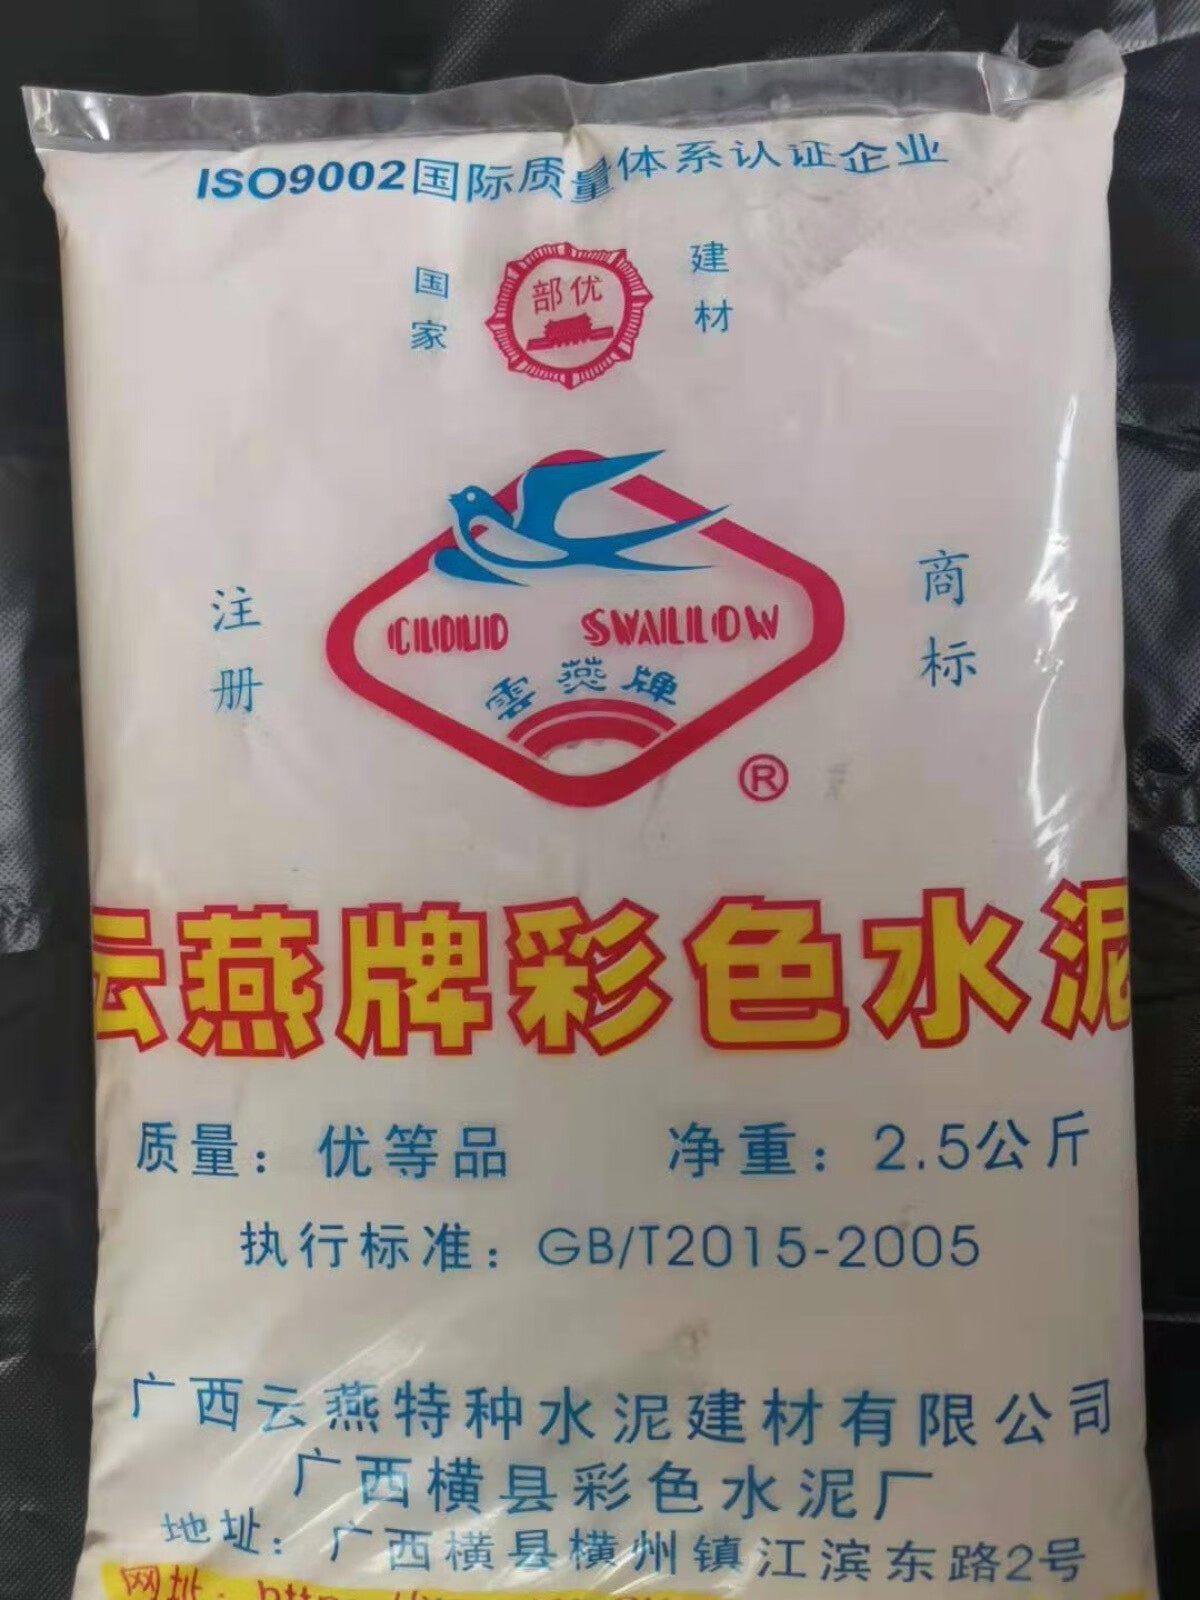 ISO9002国际质量体系认证企业
国家
部优
建材
CLOUD SWALLOW
雲燕牌
注册
商标
®
云燕牌彩色水泥
质量：优等品 净重：2.5公斤
执行标准：GB/T2015-2005
广西云燕特种水泥建材有限公司
广西横县彩色水泥厂
地址：广西横县横州镇江滨东路2号
网址：